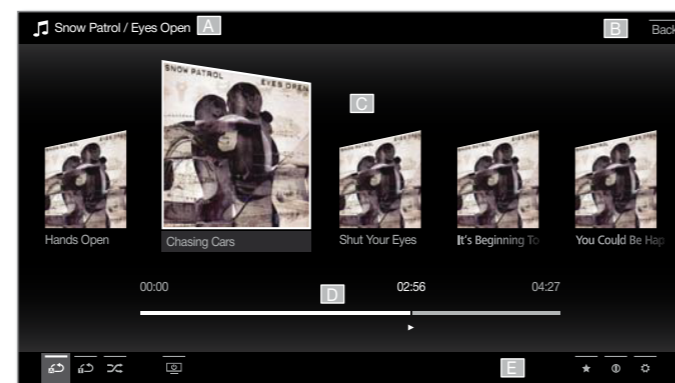 Snow Patrol / Eyes Open A
B Back
SNOW PATROL EYES OPEN
C
Hands Open
Chasing Cars
Shut Your Eyes
It's Beginning To
You Could Be Hap
00:00 D 02:56 04:27
E